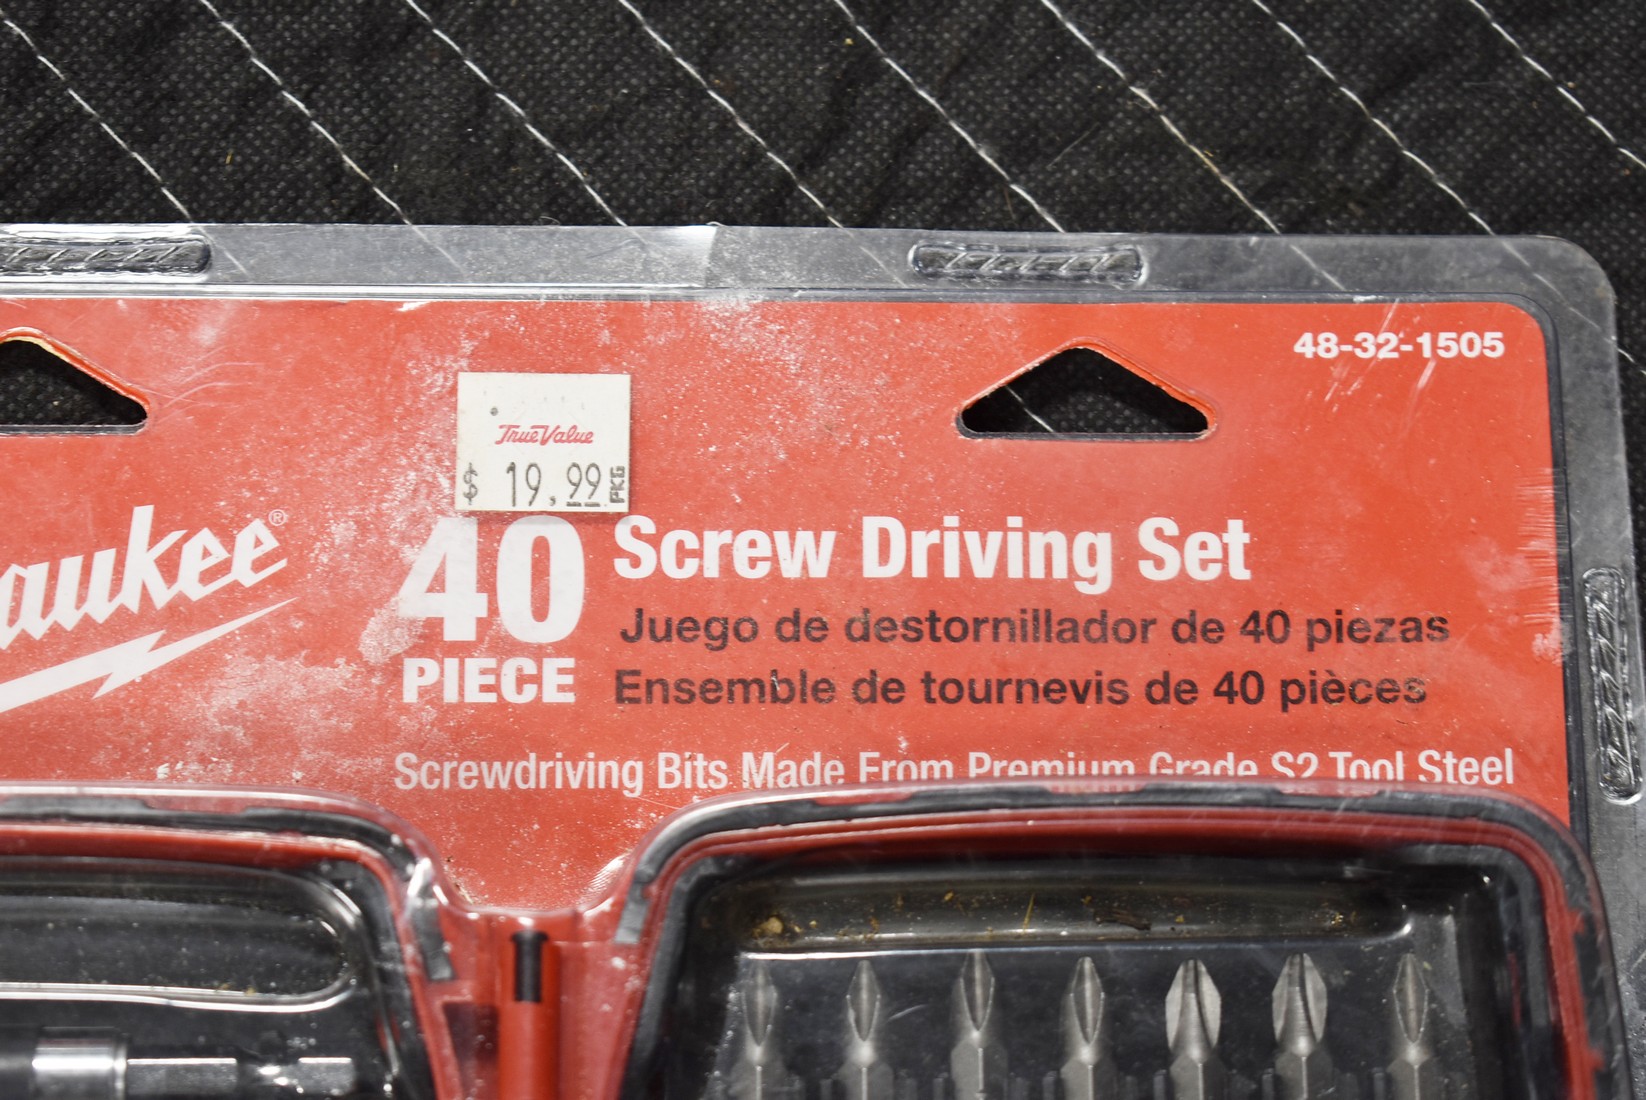 48-32-1505
True Value
$ 19.99 PKG
aukee®
40 PIECE
Screw Driving Set
Juego de destornillador de 40 piezas
Ensemble de tournevis de 40 pièces
Screwdriving Bits Made From Premium Grade S2 Tool Steel